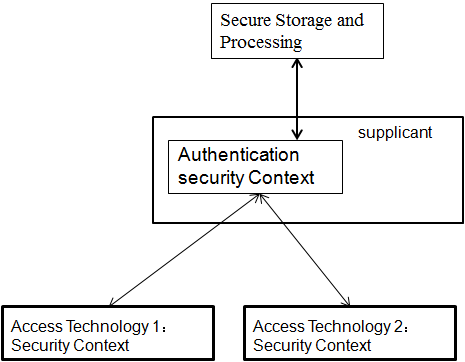 Secure Storage and
Processing
supplicant
Authentication
security Context
Access Technology 1：
Security Context
Access Technology 2：
Security Context